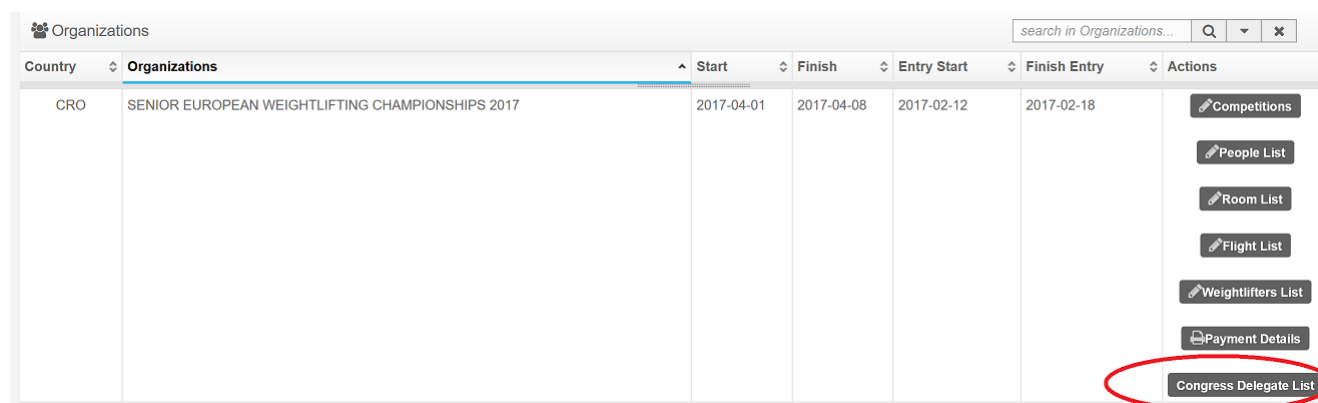 Organizations
search in Organizations...
Country Organizations Start Finish Entry Start Finish Entry Actions
CRO SENIOR EUROPEAN WEIGHTLIFTING CHAMPIONSHIPS 2017 2017-04-01 2017-04-08 2017-02-12 2017-02-18 Competitions
People List
Room List
Flight List
Weightlifters List
Payment Details
Congress Delegate List